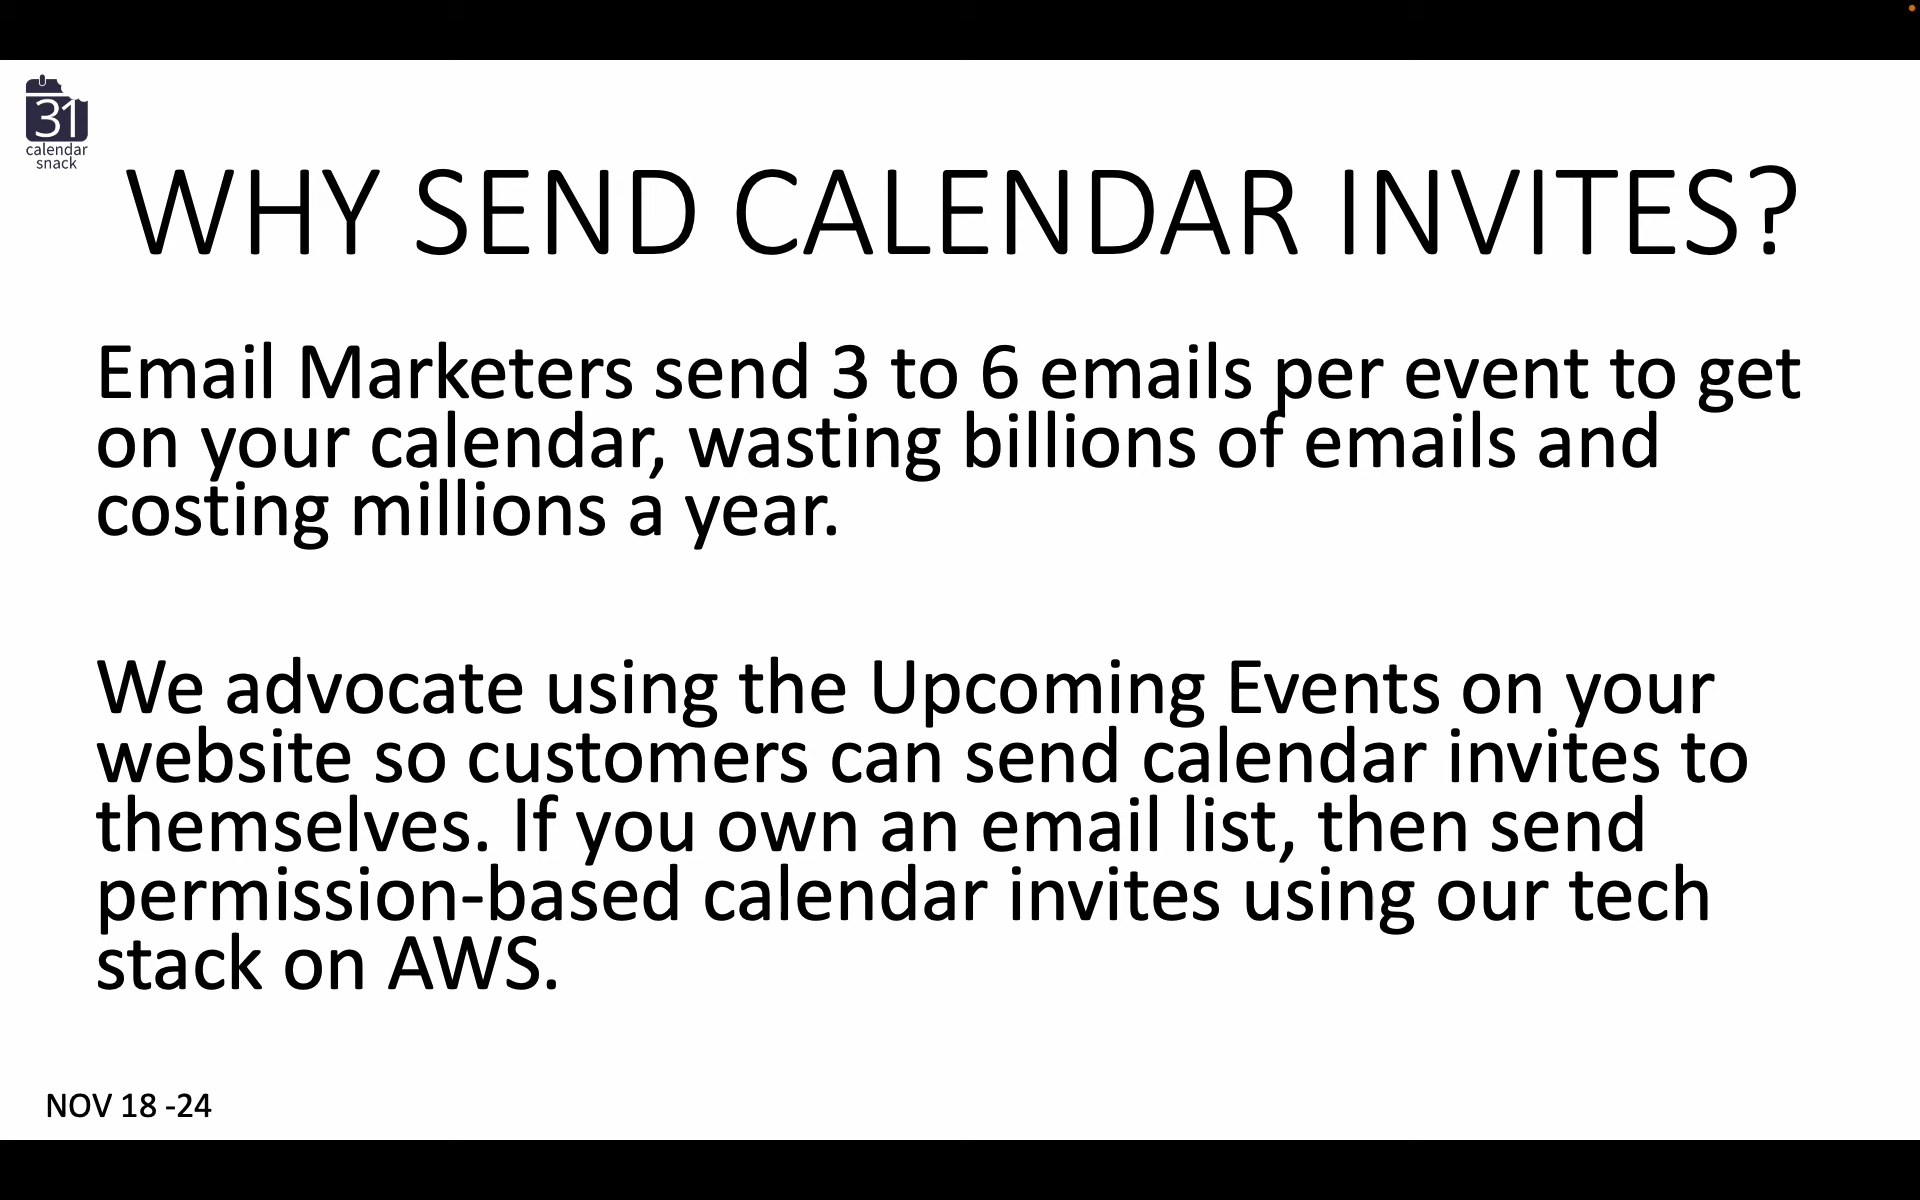 31
calendar
snack
WHY SEND CALENDAR INVITES?
Email Marketers send 3 to 6 emails per event to get
on your calendar, wasting billions of emails and
costing millions a year.
We advocate using the Upcoming Events on your
website so customers can send calendar invites to
themselves. If you own an email list, then send
permission-based calendar invites using our tech
stack on AWS.
NOV 18 -24